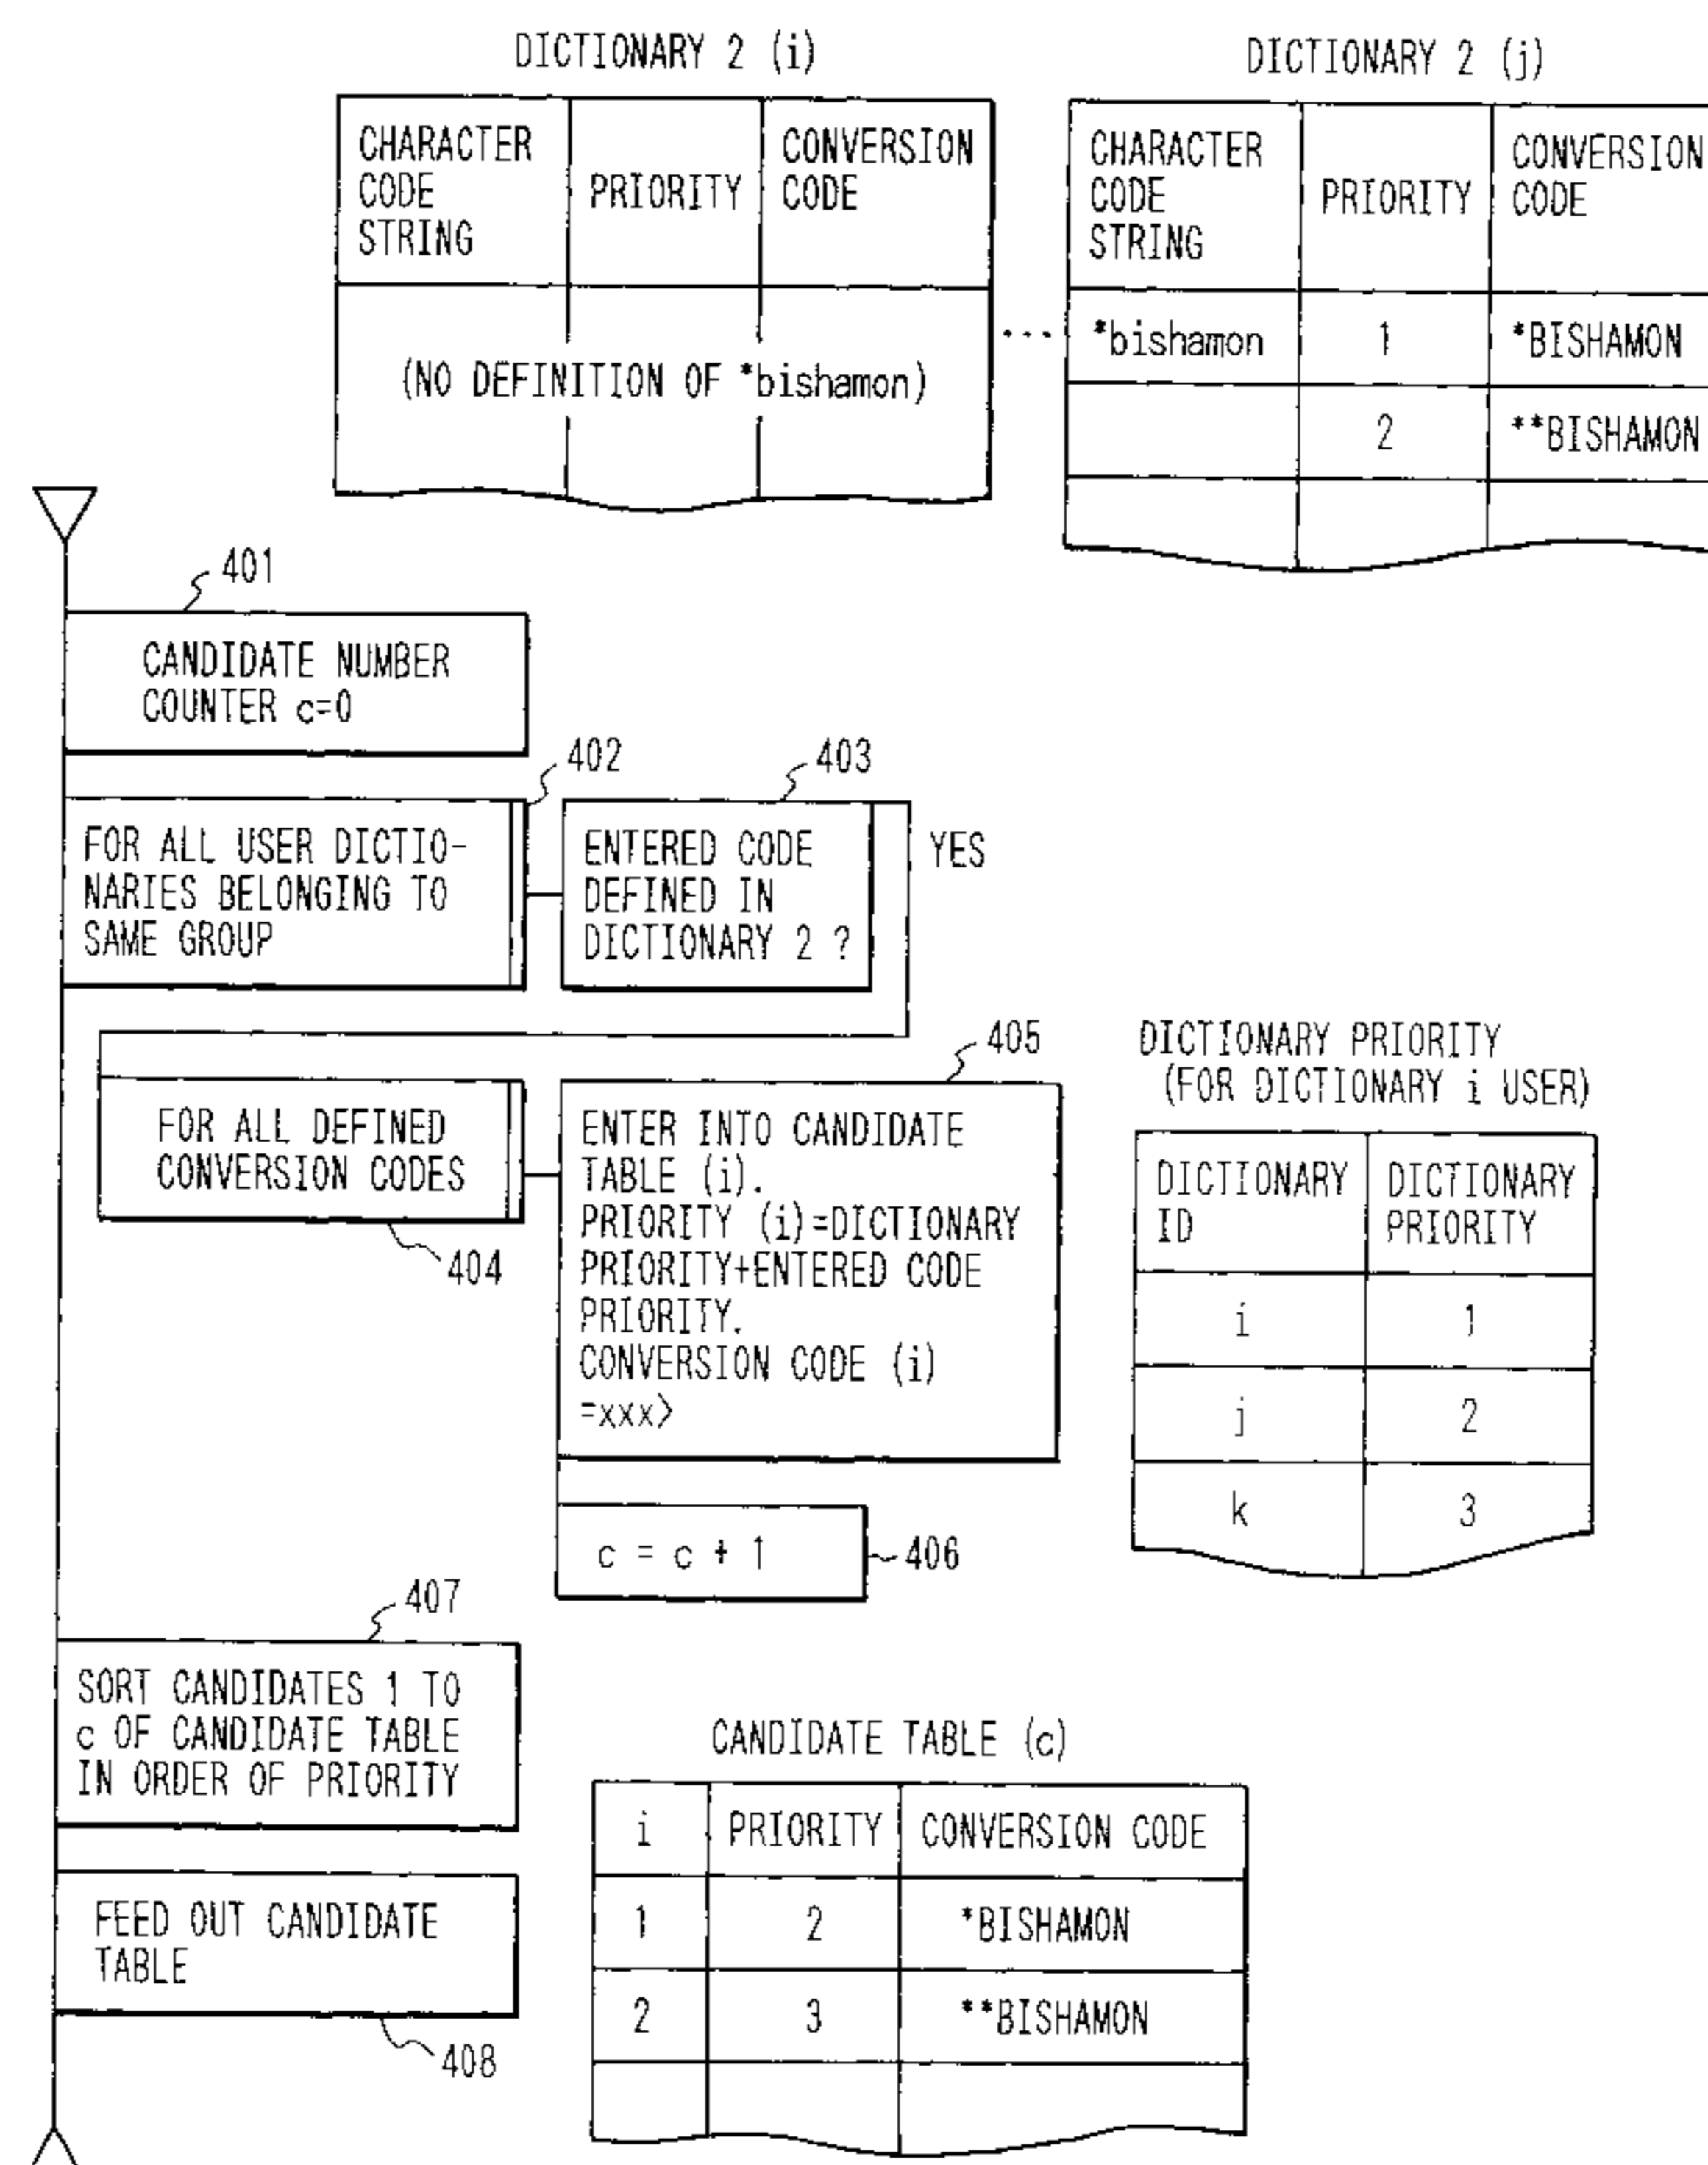 DICTIONARY 2 (i)
CHARACTER
CODE
STRING
PRIORITY
CONVERSION
CODE
(NO DEFINITION OF *bishamon)
...
DICTIONARY 2 (j)
CHARACTER
CODE
STRING
PRIORITY
CONVERSION
CODE
*bishamon 1 *BISHAMON
2 **BISHAMON
401
CANDIDATE NUMBER
COUNTER c=0
402
FOR ALL USER DICTIO-
NARIES BELONGING TO
SAME GROUP
403
ENTERED CODE
DEFINED IN
DICTIONARY 2 ?
YES
FOR ALL DEFINED
CONVERSION CODES
404
405
ENTER INTO CANDIDATE
TABLE (i).
PRIORITY (i)=DICTIONARY
PRIORITY+ENTERED CODE
PRIORITY.
CONVERSION CODE (i)
=xxx>
c = c + 1
406
DICTIONARY PRIORITY
(FOR DICTIONARY i USER)
DICTIONARY
ID
DICTIONARY
PRIORITY
i 1
j 2
k 3
407
SORT CANDIDATES 1 TO
c OF CANDIDATE TABLE
IN ORDER OF PRIORITY
FEED OUT CANDIDATE
TABLE
408
CANDIDATE TABLE (c)
i PRIORITY CONVERSION CODE
1 2 *BISHAMON
2 3 **BISHAMON